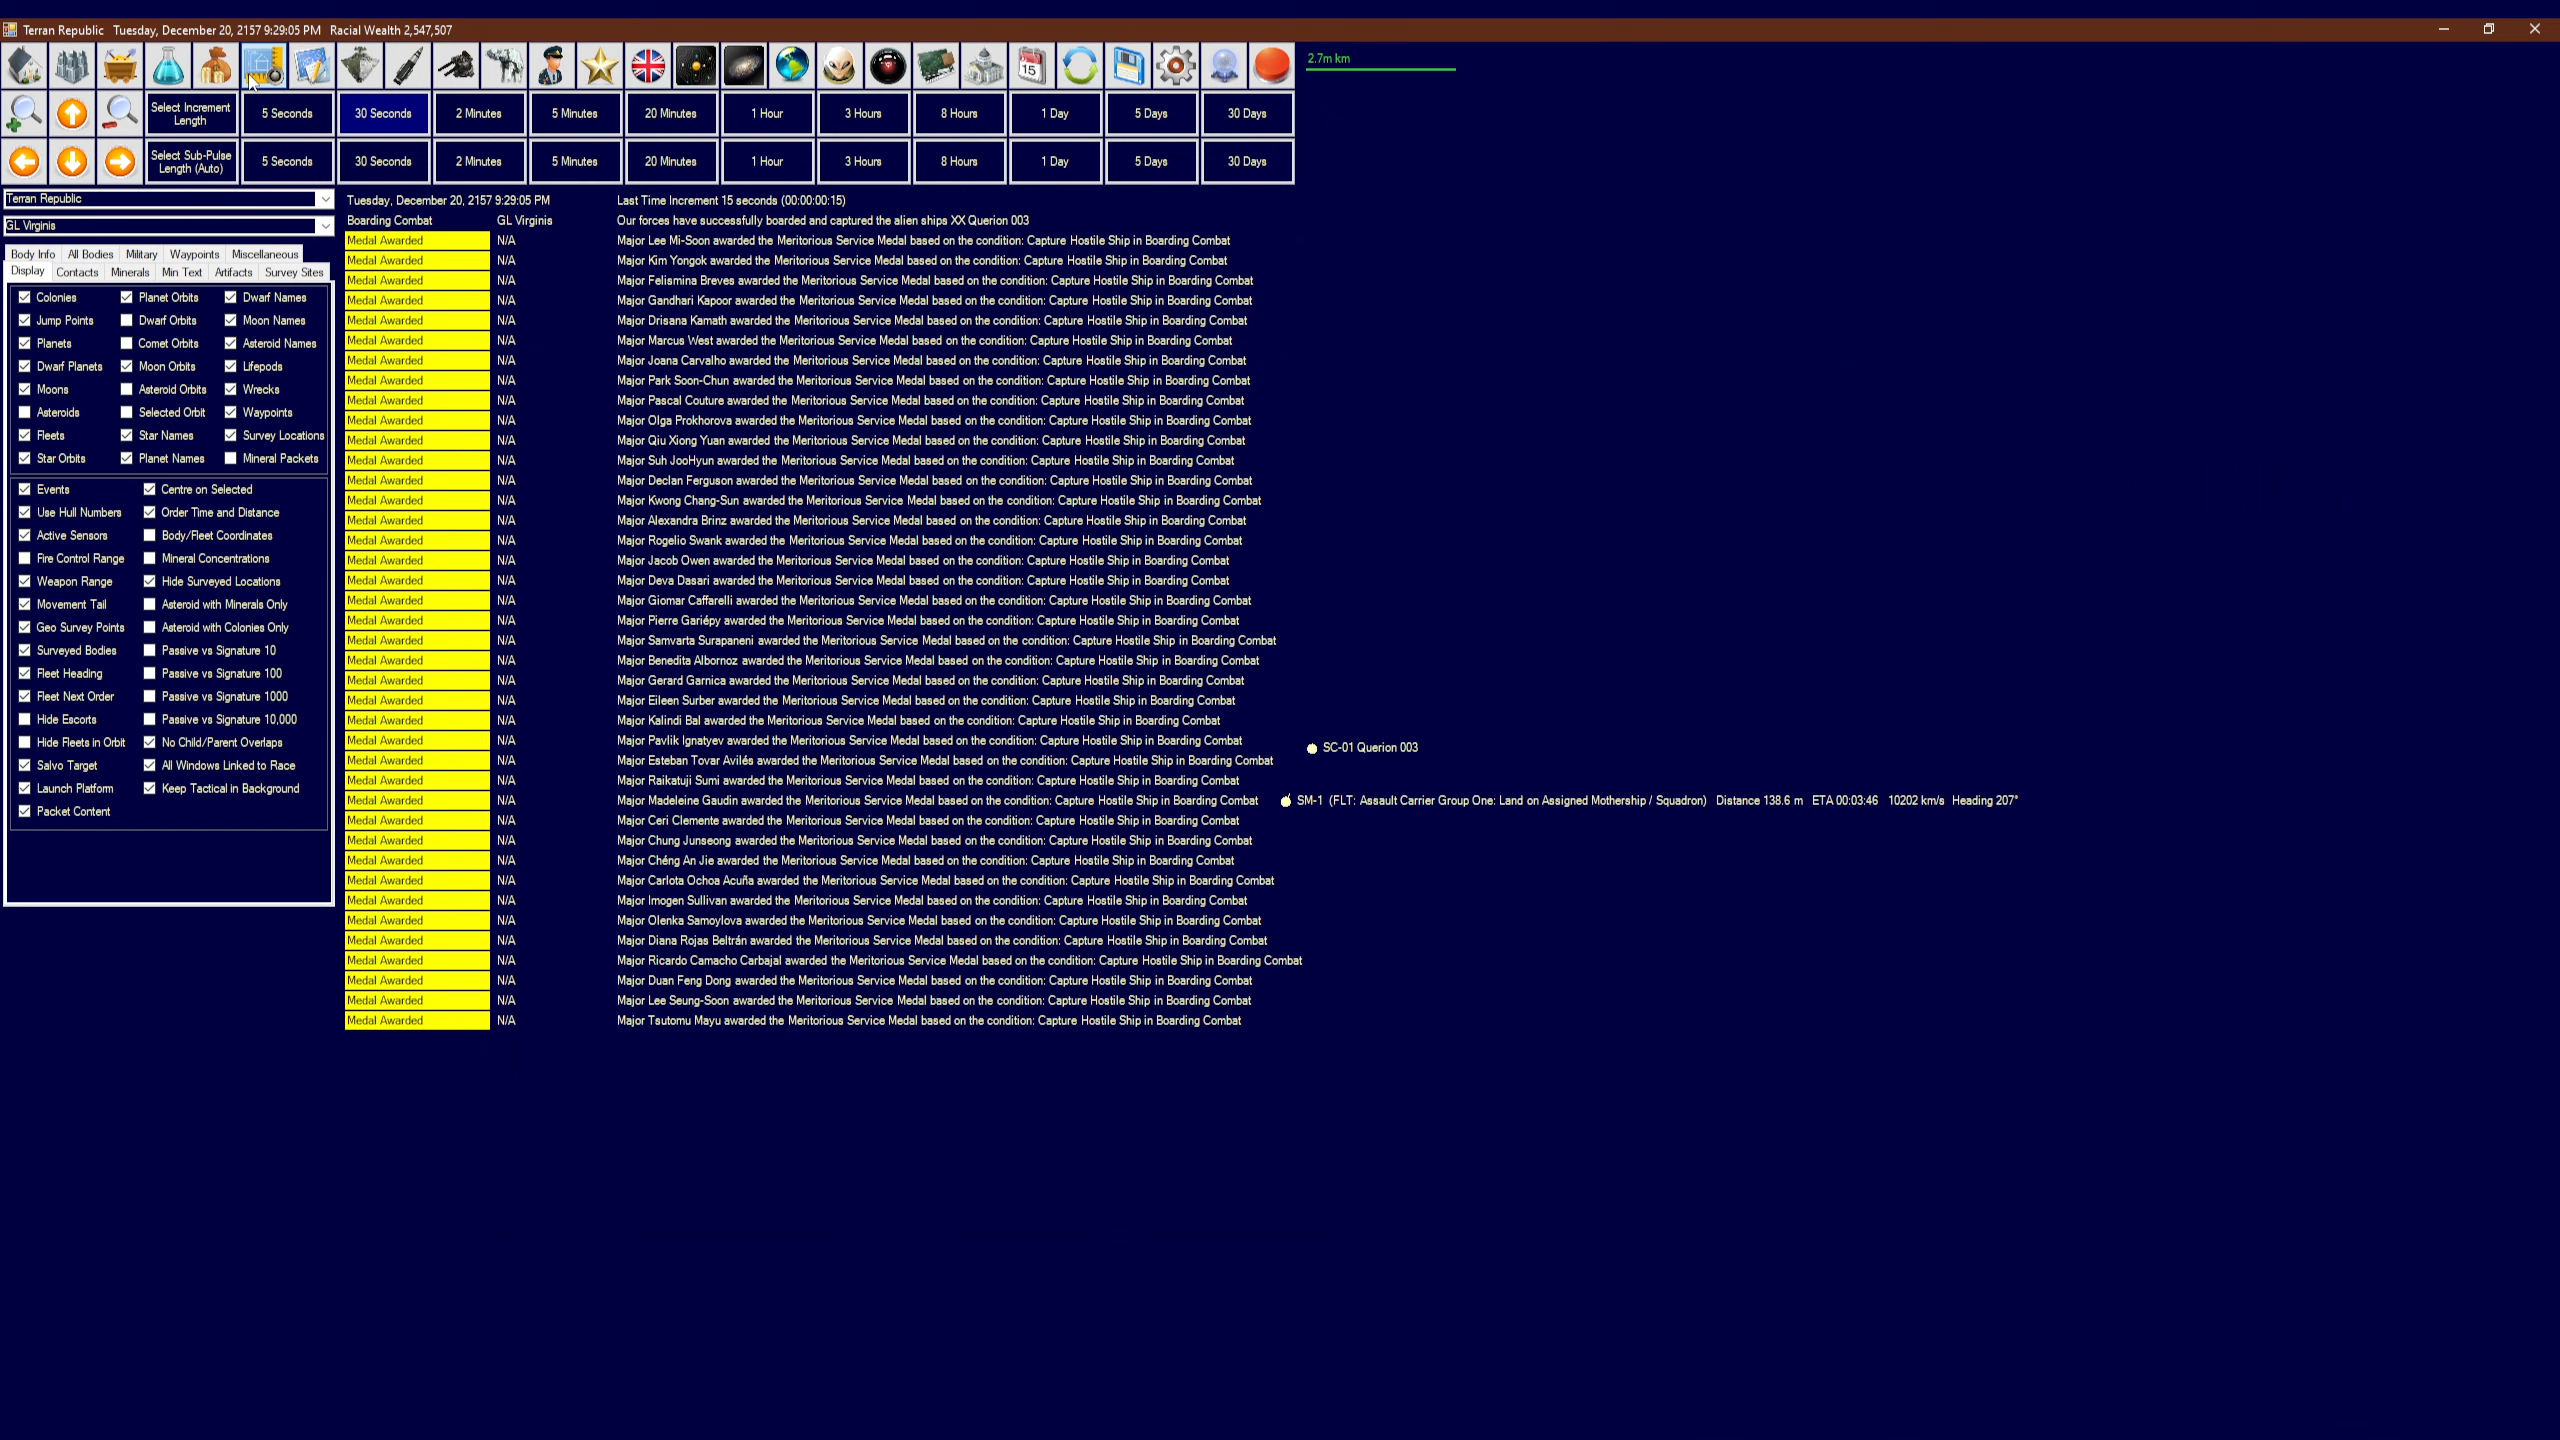 Terran Republic   Tuesday, December 20, 2157 9:29:05 PM   Racial Wealth 2,547,507
15
2.7m km
Select Increment Length
5 Seconds
30 Seconds
2 Minutes
5 Minutes
20 Minutes
1 Hour
3 Hours
8 Hours
1 Day
5 Days
30 Days
Select Sub-Pulse Length (Auto)
5 Seconds
30 Seconds
2 Minutes
5 Minutes
20 Minutes
1 Hour
3 Hours
8 Hours
1 Day
5 Days
30 Days
Terran Republic
GL Virginis
Body Info  All Bodies  Military  Waypoints  Miscellaneous
Display  Contacts  Minerals  Min Text  Artifacts  Survey Sites
Colonies  Planet Orbits  Dwarf Names
Jump Points  Dwarf Orbits  Moon Names
Planets  Comet Orbits  Asteroid Names
Dwarf Planets  Moon Orbits  Lifepods
Moons  Asteroid Orbits  Wrecks
Asteroids  Selected Orbit  Waypoints
Fleets  Star Names  Survey Locations
Star Orbits  Planet Names  Mineral Packets
Events  Centre on Selected
Use Hull Numbers  Order Time and Distance
Active Sensors  Body/Fleet Coordinates
Fire Control Range  Mineral Concentrations
Weapon Range  Hide Surveyed Locations
Movement Tail  Asteroid with Minerals Only
Geo Survey Points  Asteroid with Colonies Only
Surveyed Bodies  Passive vs Signature 10
Fleet Heading  Passive vs Signature 100
Fleet Next Order  Passive vs Signature 1000
Hide Escorts  Passive vs Signature 10,000
Hide Fleets in Orbit  No Child/Parent Overlaps
Salvo Target  All Windows Linked to Race
Launch Platform  Keep Tactical in Background
Packet Content
Tuesday, December 20, 2157 9:29:05 PM  Last Time Increment 15 seconds (00:00:00:15)
Boarding Combat  GL Virginis  Our forces have successfully boarded and captured the alien ships XX Querion 003
Medal Awarded  N/A  Major Lee Mi-Soon awarded the Meritorious Service Medal based on the condition: Capture Hostile Ship in Boarding Combat
Medal Awarded  N/A  Major Kim Yongok awarded the Meritorious Service Medal based on the condition: Capture Hostile Ship in Boarding Combat
Medal Awarded  N/A  Major Felismina Breves awarded the Meritorious Service Medal based on the condition: Capture Hostile Ship in Boarding Combat
Medal Awarded  N/A  Major Gandhari Kapoor awarded the Meritorious Service Medal based on the condition: Capture Hostile Ship in Boarding Combat
Medal Awarded  N/A  Major Drisana Kamath awarded the Meritorious Service Medal based on the condition: Capture Hostile Ship in Boarding Combat
Medal Awarded  N/A  Major Marcus West awarded the Meritorious Service Medal based on the condition: Capture Hostile Ship in Boarding Combat
Medal Awarded  N/A  Major Joana Carvalho awarded the Meritorious Service Medal based on the condition: Capture Hostile Ship in Boarding Combat
Medal Awarded  N/A  Major Park Soon-Chun awarded the Meritorious Service Medal based on the condition: Capture Hostile Ship in Boarding Combat
Medal Awarded  N/A  Major Pascal Couture awarded the Meritorious Service Medal based on the condition: Capture Hostile Ship in Boarding Combat
Medal Awarded  N/A  Major Olga Prokhorova awarded the Meritorious Service Medal based on the condition: Capture Hostile Ship in Boarding Combat
Medal Awarded  N/A  Major Qiu Xiong Yuan awarded the Meritorious Service Medal based on the condition: Capture Hostile Ship in Boarding Combat
Medal Awarded  N/A  Major Suh JooHyun awarded the Meritorious Service Medal based on the condition: Capture Hostile Ship in Boarding Combat
Medal Awarded  N/A  Major Declan Ferguson awarded the Meritorious Service Medal based on the condition: Capture Hostile Ship in Boarding Combat
Medal Awarded  N/A  Major Kwong Chang-Sun awarded the Meritorious Service Medal based on the condition: Capture Hostile Ship in Boarding Combat
Medal Awarded  N/A  Major Alexandra Brinz awarded the Meritorious Service Medal based on the condition: Capture Hostile Ship in Boarding Combat
Medal Awarded  N/A  Major Rogelio Swank awarded the Meritorious Service Medal based on the condition: Capture Hostile Ship in Boarding Combat
Medal Awarded  N/A  Major Jacob Owen awarded the Meritorious Service Medal based on the condition: Capture Hostile Ship in Boarding Combat
Medal Awarded  N/A  Major Deva Dasari awarded the Meritorious Service Medal based on the condition: Capture Hostile Ship in Boarding Combat
Medal Awarded  N/A  Major Giomar Caffarelli awarded the Meritorious Service Medal based on the condition: Capture Hostile Ship in Boarding Combat
Medal Awarded  N/A  Major Pierre Gariépy awarded the Meritorious Service Medal based on the condition: Capture Hostile Ship in Boarding Combat
Medal Awarded  N/A  Major Samvarta Surapaneni awarded the Meritorious Service Medal based on the condition: Capture Hostile Ship in Boarding Combat
Medal Awarded  N/A  Major Benedita Albornoz awarded the Meritorious Service Medal based on the condition: Capture Hostile Ship in Boarding Combat
Medal Awarded  N/A  Major Gerard Garnica awarded the Meritorious Service Medal based on the condition: Capture Hostile Ship in Boarding Combat
Medal Awarded  N/A  Major Eileen Surber awarded the Meritorious Service Medal based on the condition: Capture Hostile Ship in Boarding Combat
Medal Awarded  N/A  Major Kalindi Bal awarded the Meritorious Service Medal based on the condition: Capture Hostile Ship in Boarding Combat
Medal Awarded  N/A  Major Pavlik Ignatyev awarded the Meritorious Service Medal based on the condition: Capture Hostile Ship in Boarding Combat
SC-01 Querion 003
Medal Awarded  N/A  Major Esteban Tovar Avilés awarded the Meritorious Service Medal based on the condition: Capture Hostile Ship in Boarding Combat
Medal Awarded  N/A  Major Raikatuji Sumi awarded the Meritorious Service Medal based on the condition: Capture Hostile Ship in Boarding Combat
Medal Awarded  N/A  Major Madeleine Gaudin awarded the Meritorious Service Medal based on the condition: Capture Hostile Ship in Boarding Combat
SM-1 (FLT: Assault Carrier Group One: Land on Assigned Mothership / Squadron)  Distance 138.6 m  ETA 00:03:46  10202 km/s  Heading 207°
Medal Awarded  N/A  Major Ceri Clemente awarded the Meritorious Service Medal based on the condition: Capture Hostile Ship in Boarding Combat
Medal Awarded  N/A  Major Chung Junseong awarded the Meritorious Service Medal based on the condition: Capture Hostile Ship in Boarding Combat
Medal Awarded  N/A  Major Chéng An Jie awarded the Meritorious Service Medal based on the condition: Capture Hostile Ship in Boarding Combat
Medal Awarded  N/A  Major Carlota Ochoa Acuña awarded the Meritorious Service Medal based on the condition: Capture Hostile Ship in Boarding Combat
Medal Awarded  N/A  Major Imogen Sullivan awarded the Meritorious Service Medal based on the condition: Capture Hostile Ship in Boarding Combat
Medal Awarded  N/A  Major Olenka Samoylova awarded the Meritorious Service Medal based on the condition: Capture Hostile Ship in Boarding Combat
Medal Awarded  N/A  Major Diana Rojas Beltrán awarded the Meritorious Service Medal based on the condition: Capture Hostile Ship in Boarding Combat
Medal Awarded  N/A  Major Ricardo Camacho Carbajal awarded the Meritorious Service Medal based on the condition: Capture Hostile Ship in Boarding Combat
Medal Awarded  N/A  Major Duan Feng Dong awarded the Meritorious Service Medal based on the condition: Capture Hostile Ship in Boarding Combat
Medal Awarded  N/A  Major Lee Seung-Soon awarded the Meritorious Service Medal based on the condition: Capture Hostile Ship in Boarding Combat
Medal Awarded  N/A  Major Tsutomu Mayu awarded the Meritorious Service Medal based on the condition: Capture Hostile Ship in Boarding Combat